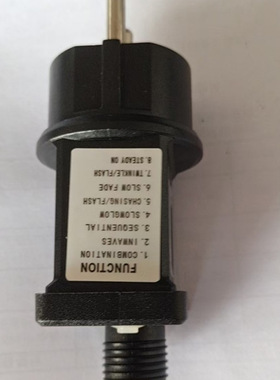 FUNCTION
1. COMBINATION
2. INWAVES
3. SEQUENTIAL
4. SLOWGLOW
5. CHASING/FLASH
6. SLOW FADE
7. TWINKLE/FLASH
8. STEADY ON